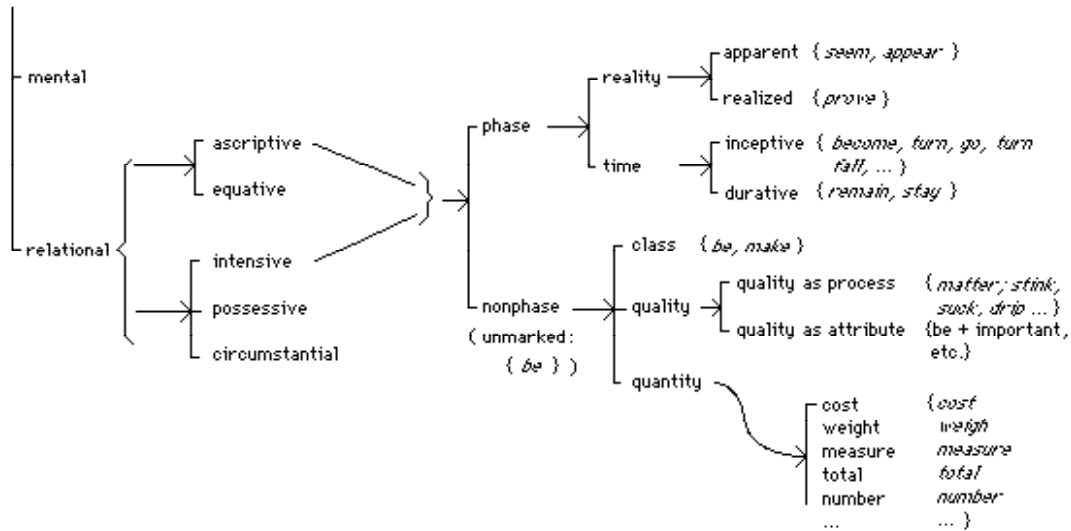 apparent { seem, appear }
mental
reality
realized { prove }
phase
ascriptive
inceptive { become, turn, go, turn
fall, ... }
time
equative
durative { remain, stay }
relational
class { be, make }
intensive
quality as process { matter; stink,
suck, drip ... }
possessive
nonphase
quality
(unmarked:
{ be } )
quality as attribute {be + important,
etc.}
circumstantial
quantity
cost { cost
weight weigh
measure measure
total total
number number
... ... }